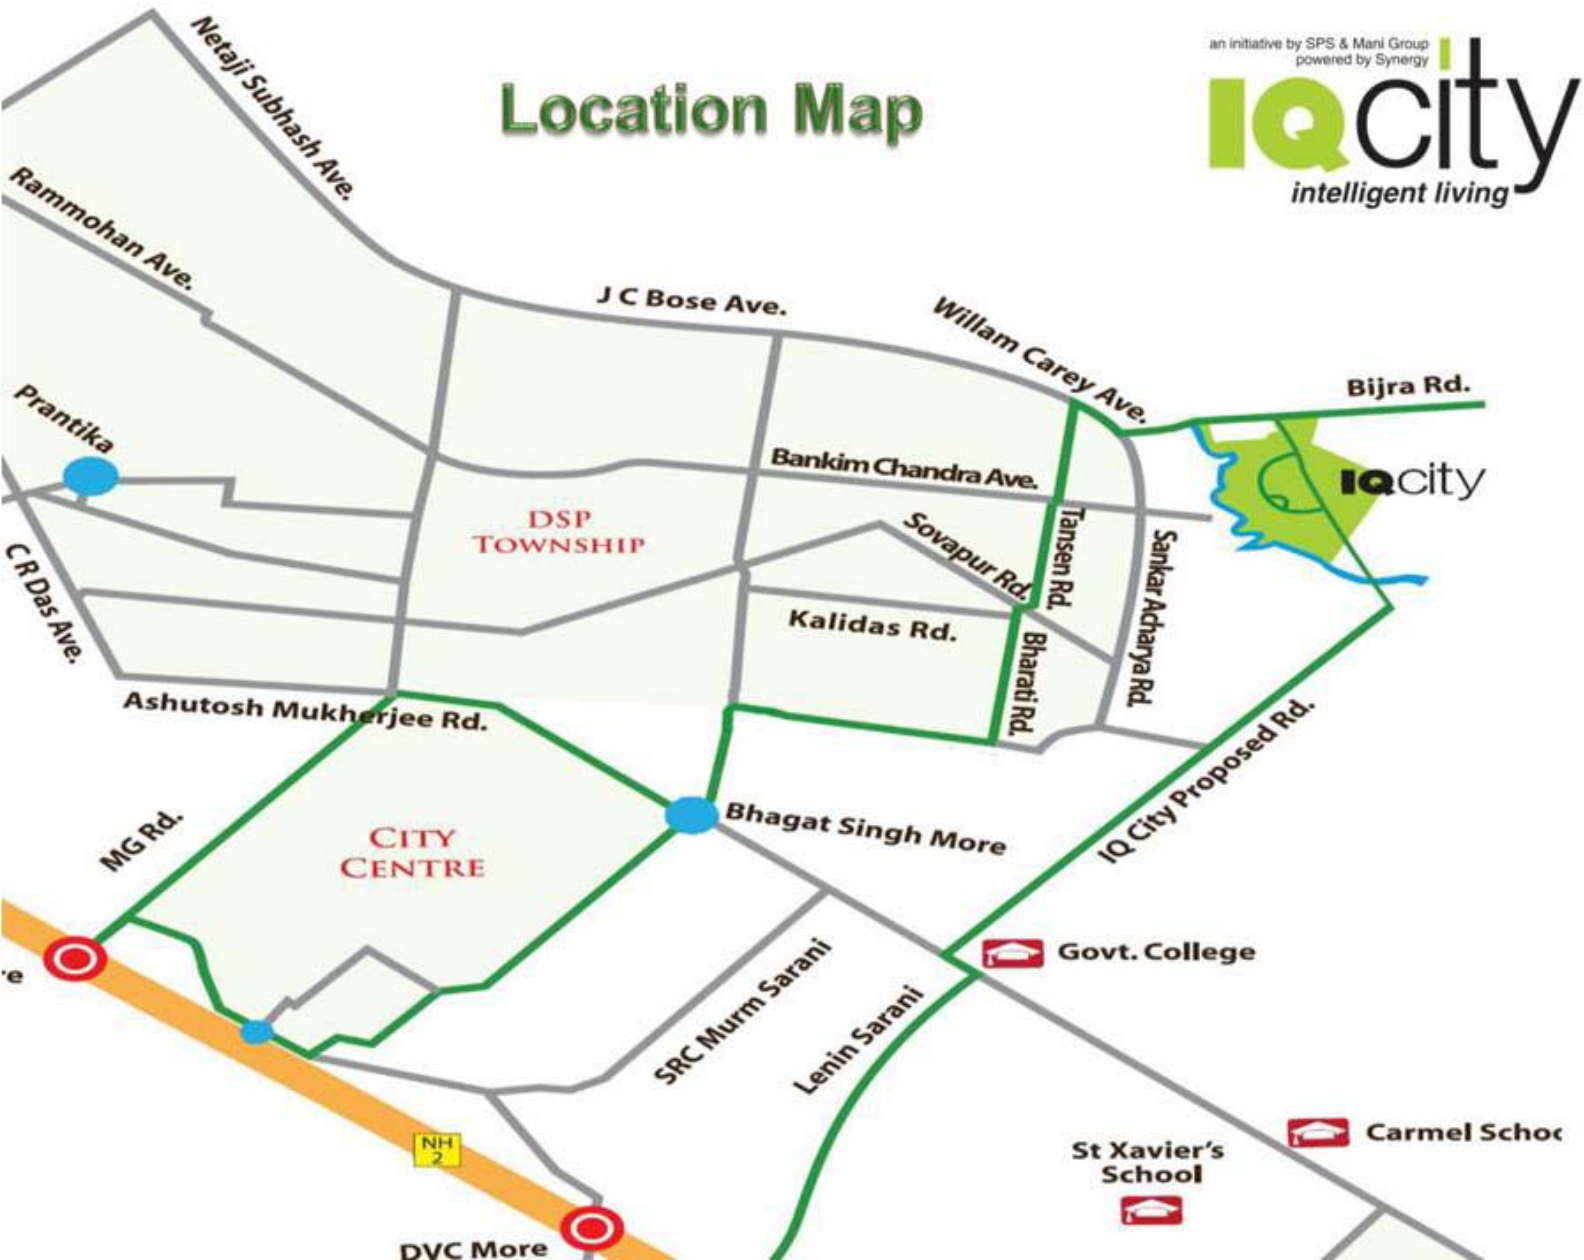 an initiative by SPS & Mani Group
powered by Synergy
IQcity
intelligent living
Location Map
Netaji Subhash Ave.
Rammohan Ave.
J C Bose Ave.
Willam Carey Ave.
Bijra Rd.
Prantika
Bankim Chandra Ave.
IQcity
DSP
TOWNSHIP
Sovapur Rd.
Tansen Rd.
Sankar Acharya Rd.
C R Das Ave.
Kalidas Rd.
Bharati Rd.
Ashutosh Mukherjee Rd.
IQ City Proposed Rd.
MG Rd.
CITY
CENTRE
Bhagat Singh More
Govt. College
SRC Murm Sarani
Lenin Sarani
NH
2
Carmel Schoo
St Xavier's
School
DVC More